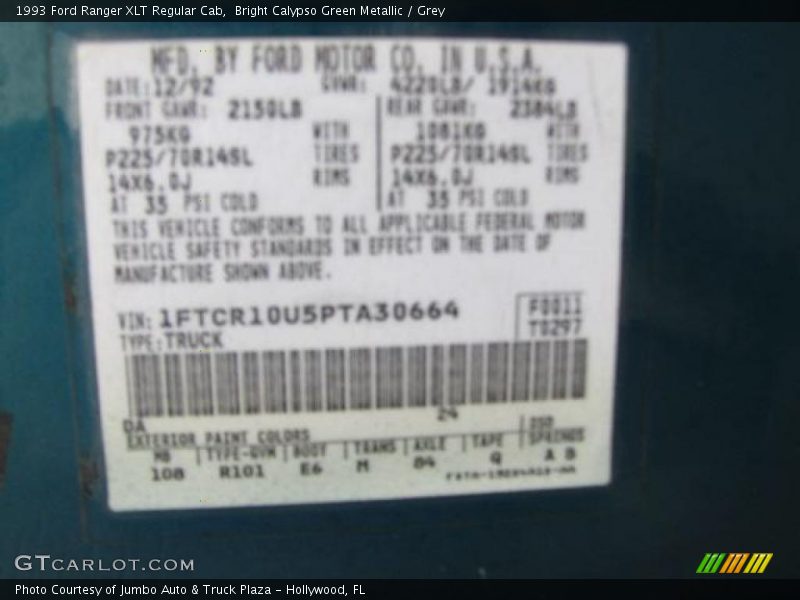 1993 Ford Ranger XLT Regular Cab,  Bright Calypso Green Metallic / Grey
MFD. BY FORD MOTOR CO. IN U.S.A.
DATE: 12/92 GVWR: 4220LB/ 1914KG
FRONT GAWR: 2150LB REAR GAWR: 2384LB
975KG WITH 1081KG WITH
P225/70R14SL TIRES P225/70R14SL TIRES
14X6.0J RIMS 14X6.0J RIMS
AT 35 PSI COLD AT 35 PSI COLD
THIS VEHICLE CONFORMS TO ALL APPLICABLE FEDERAL MOTOR
VEHICLE SAFETY STANDARDS IN EFFECT ON THE DATE OF
MANUFACTURE SHOWN ABOVE.
VIN: 1FTCR10U5PTA30664 F0011
TYPE: TRUCK T0297
DA 24
EXTERIOR PAINT COLORS DSO
WB TYPE-GVW BODY TRANS AXLE TAPE SPRINGS
108 R101 E6 M 84 Q A B
GTCARLOT.COM
Photo Courtesy of Jumbo Auto & Truck Plaza - Hollywood, FL